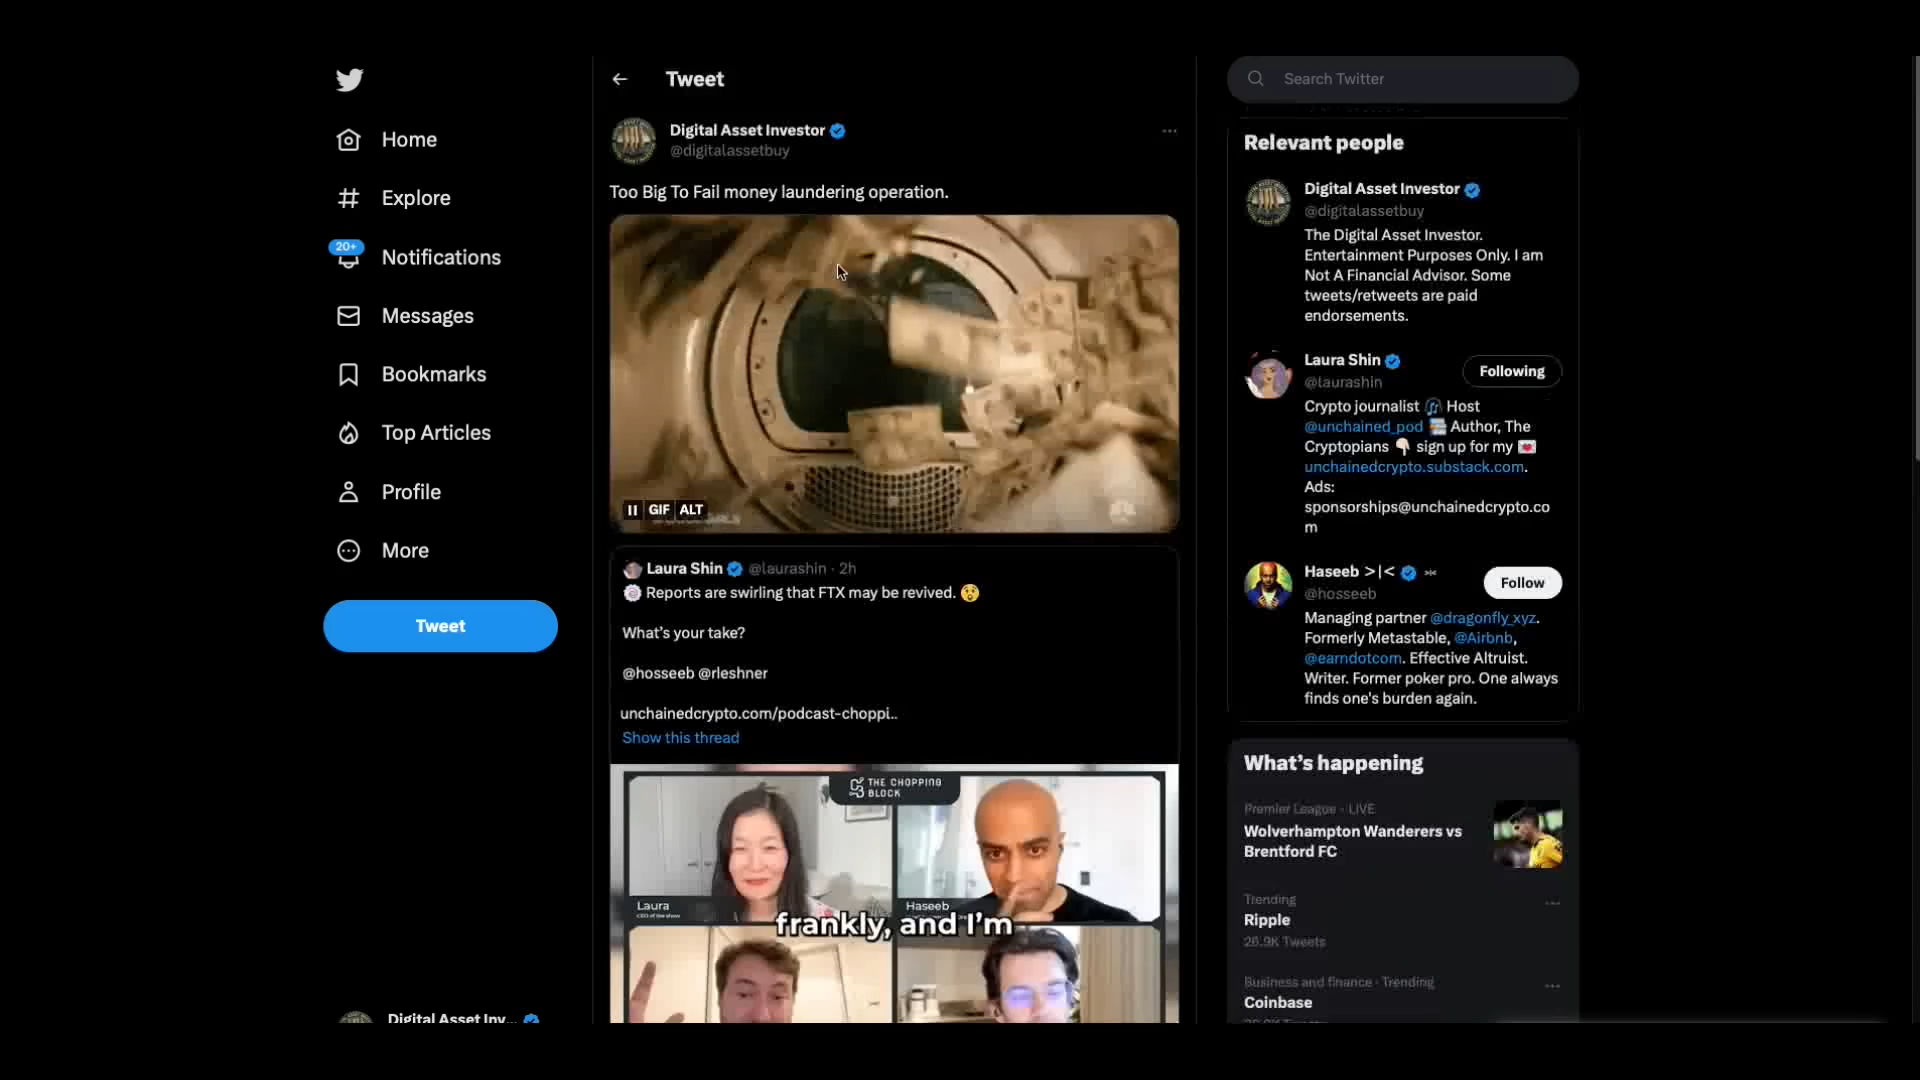 Home
Explore
20+
Notifications
Messages
Bookmarks
Top Articles
Profile
More
Tweet
Digital Asset Inv...
Tweet
Digital Asset Investor
@digitalassetbuy
Too Big To Fail money laundering operation.
GIF ALT
Laura Shin @laurashin · 2h
Reports are swirling that FTX may be revived.
What's your take?
@hosseeb @rleshner
unchainedcrypto.com/podcast-choppi..
Show this thread
THE CHOPPING
BLOCK
Laura
Haseeb
frankly, and I'm
Search Twitter
Relevant people
Digital Asset Investor
@digitalassetbuy
The Digital Asset Investor.
Entertainment Purposes Only. I am
Not A Financial Advisor. Some
tweets/retweets are paid
endorsements.
Laura Shin
@laurashin
Following
Crypto journalist Host
@unchained_pod Author, The
Cryptopians sign up for my
unchainedcrypto.substack.com.
Ads:
sponsorships@unchainedcrypto.co
m
Haseeb >|<
@hosseeb
Follow
Managing partner @dragonfly_xyz.
Formerly Metastable, @Airbnb,
@earndotcom. Effective Altruist.
Writer. Former poker pro. One always
finds one's burden again.
What's happening
Premier League · LIVE
Wolverhampton Wanderers vs
Brentford FC
Trending
Ripple
26.9K Tweets
Business and finance · Trending
Coinbase